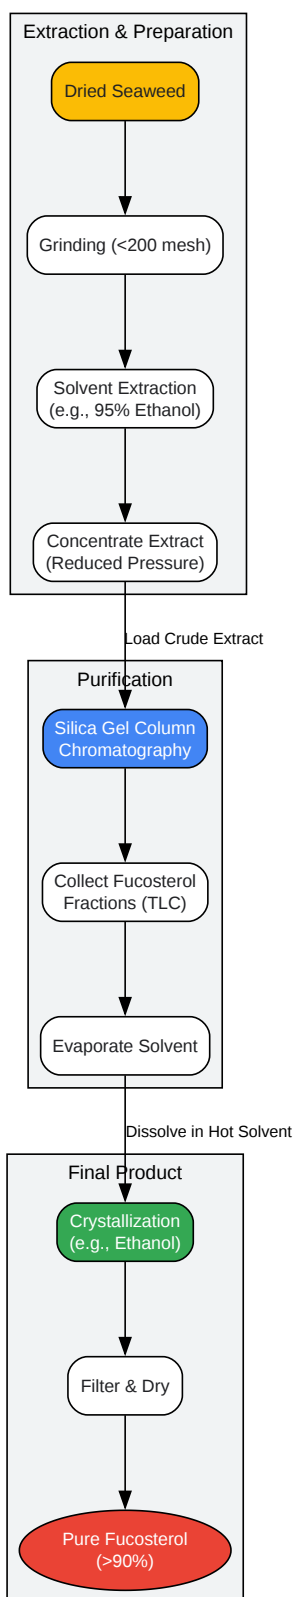 Extraction & Preparation
Dried Seaweed
Grinding (<200 mesh)
Solvent Extraction
(e.g., 95% Ethanol)
Concentrate Extract
(Reduced Pressure)
Load Crude Extract
Purification
Silica Gel Column
Chromatography
Collect Fucosterol
Fractions (TLC)
Evaporate Solvent
Dissolve in Hot Solvent
Final Product
Crystallization
(e.g., Ethanol)
Filter & Dry
Pure Fucosterol
(>90%)